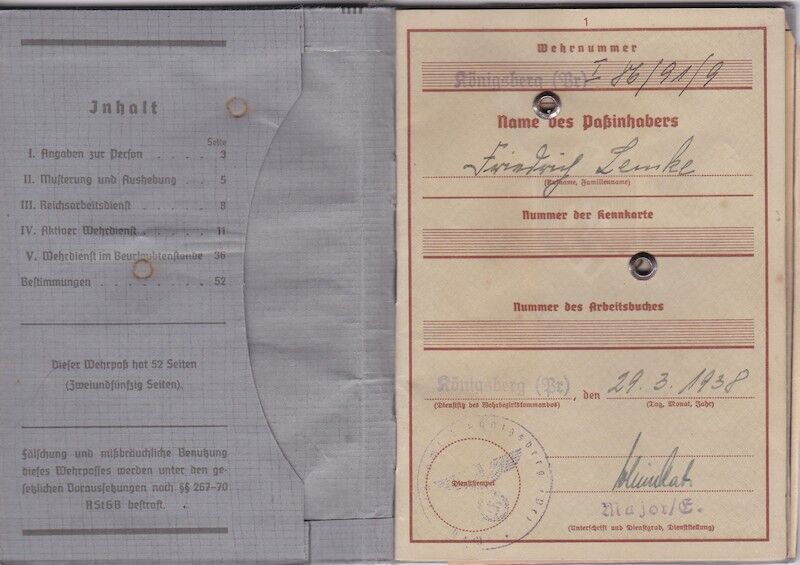 Inhalt
Seite
I. Angaben zur Person . . . . . 3
II. Musterung und Aushebung . . 5
III. Reichsarbeitsdienst . . . . . . 8
IV. Aktiver Wehrdienst . . . . . . 11
V. Wehrdienst im Beurlaubtenstande 36
Bestimmungen . . . . . . . . . 52
Dieser Wehrpaß hat 52 Seiten
(Zweiundfünfzig Seiten).
Fälschung und mißbräuchliche Benutzung
dieses Wehrpasses werden unter den ge-
setzlichen Voraussetzungen nach §§ 267–70
RStGB bestraft.
1
Wehrnummer
Königsberg (Pr) I 86/91/9
Name des Paßinhabers
Friedrich Lemke
(Vorname, Familienname)
Nummer der Kennkarte
Nummer des Arbeitsbuches
Königsberg (Pr), den 29. 3. 1938
(Dienstsitz des Wehrbezirkskommandos) (Tag, Monat, Jahr)
Königsberg (Pr)
Dienststempel
Major/E.
(Unterschrift und Dienstgrad, Dienststellung)